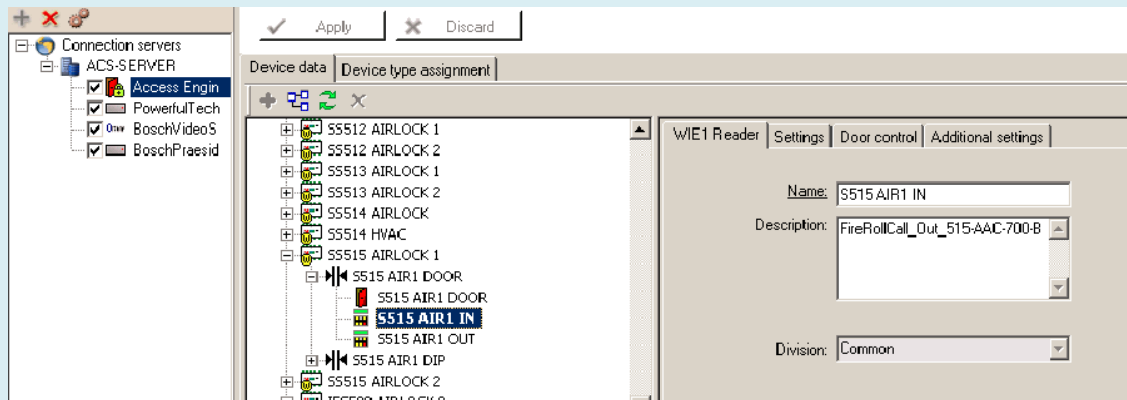 Apply
Discard
Connection servers
ACS-SERVER
Access Engin
PowerfulTech
BoschVideoS
BoschPraesid
Device data
Device type assignment
SS512 AIRLOCK 1
SS512 AIRLOCK 2
SS513 AIRLOCK 1
SS513 AIRLOCK 2
SS514 AIRLOCK
SS514 HVAC
SS515 AIRLOCK 1
S515 AIR1 DOOR
S515 AIR1 DOOR
S515 AIR1 IN
S515 AIR1 OUT
S515 AIR1 DIP
SS515 AIRLOCK 2
WIE1 Reader
Settings
Door control
Additional settings
Name:
S515 AIR1 IN
Description:
FireRollCall_Out_515-AAC-700-B
Division:
Common